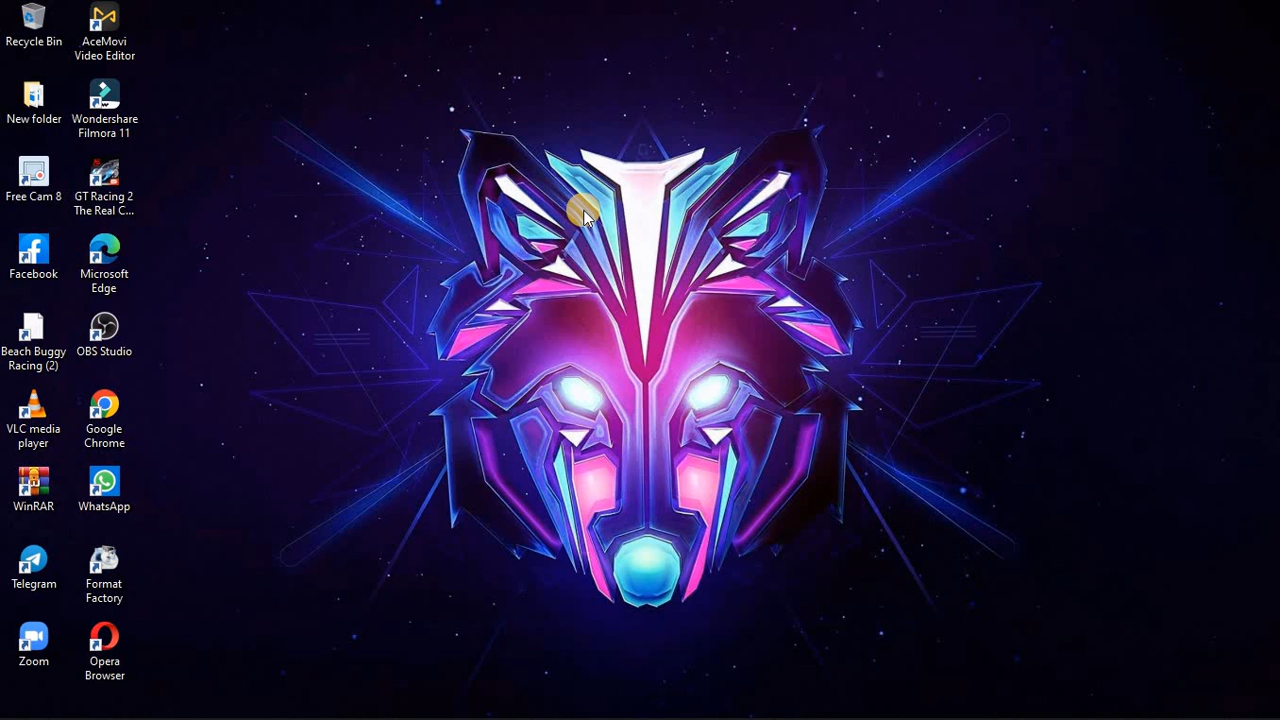 Recycle Bin
AceMovi
Video Editor
New folder
Wondershare
Filmora 11
Free Cam 8
GT Racing 2
The Real C...
Facebook
Microsoft
Edge
Beach Buggy
Racing (2)
OBS Studio
VLC media
player
Google
Chrome
WinRAR
WhatsApp
Telegram
Format
Factory
Zoom
Opera
Browser